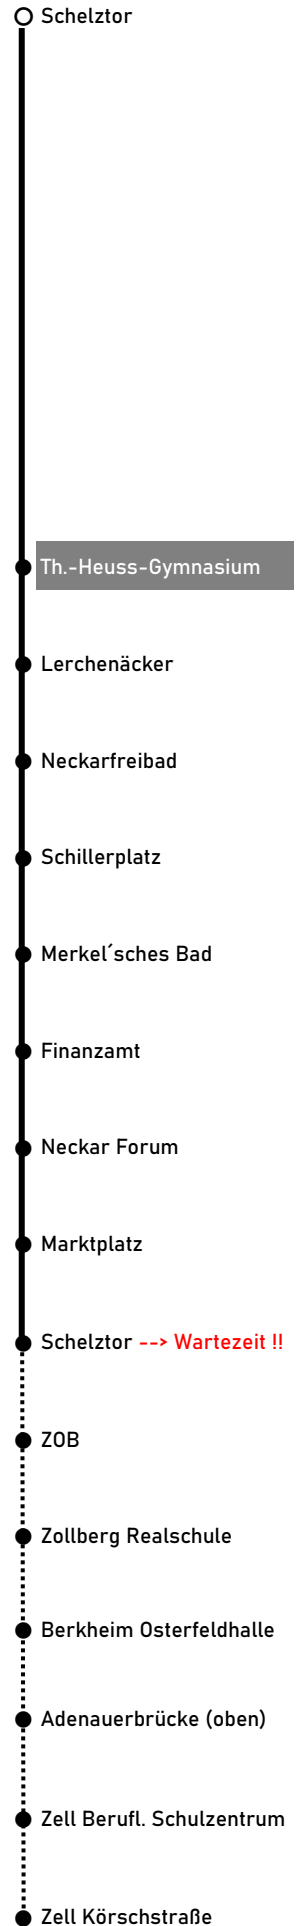 Schelztor
Th.-Heuss-Gymnasium
Lerchenäcker
Neckarfreibad
Schillerplatz
Merkel´sches Bad
Finanzamt
Neckar Forum
Marktplatz
Schelztor --> Wartezeit !!
ZOB
Zollberg Realschule
Berkheim Osterfeldhalle
Adenauerbrücke (oben)
Zell Berufl. Schulzentrum
Zell Körschstraße